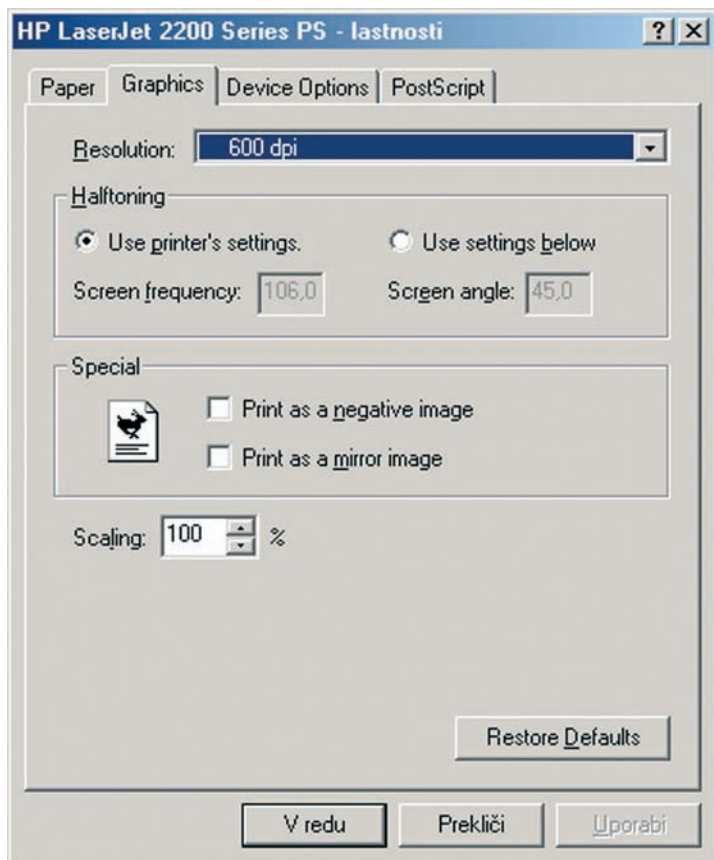 HP LaserJet 2200 Series PS - lastnosti
Paper Graphics Device Options PostScript
Resolution: 600 dpi
Halftoning
Use printer's settings. Use settings below
Screen frequency: 106,0 Screen angle: 45,0
Special
Print as a negative image
Print as a mirror image
Scaling: 100 %
Restore Defaults
V redu Prekliči Uporabi